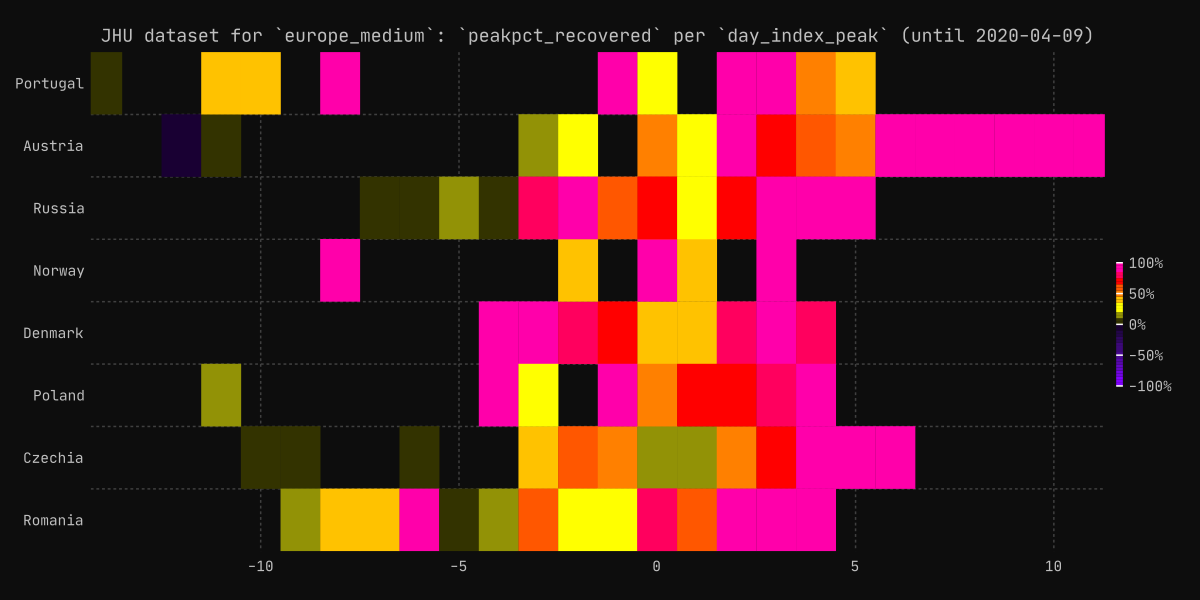 JHU dataset for `europe_medium`: `peakpct_recovered` per `day_index_peak` (until 2020-04-09)
Portugal
Austria
Russia
Norway
Denmark
Poland
Czechia
Romania
-10
-5
0
5
10
100%
50%
0%
-50%
-100%